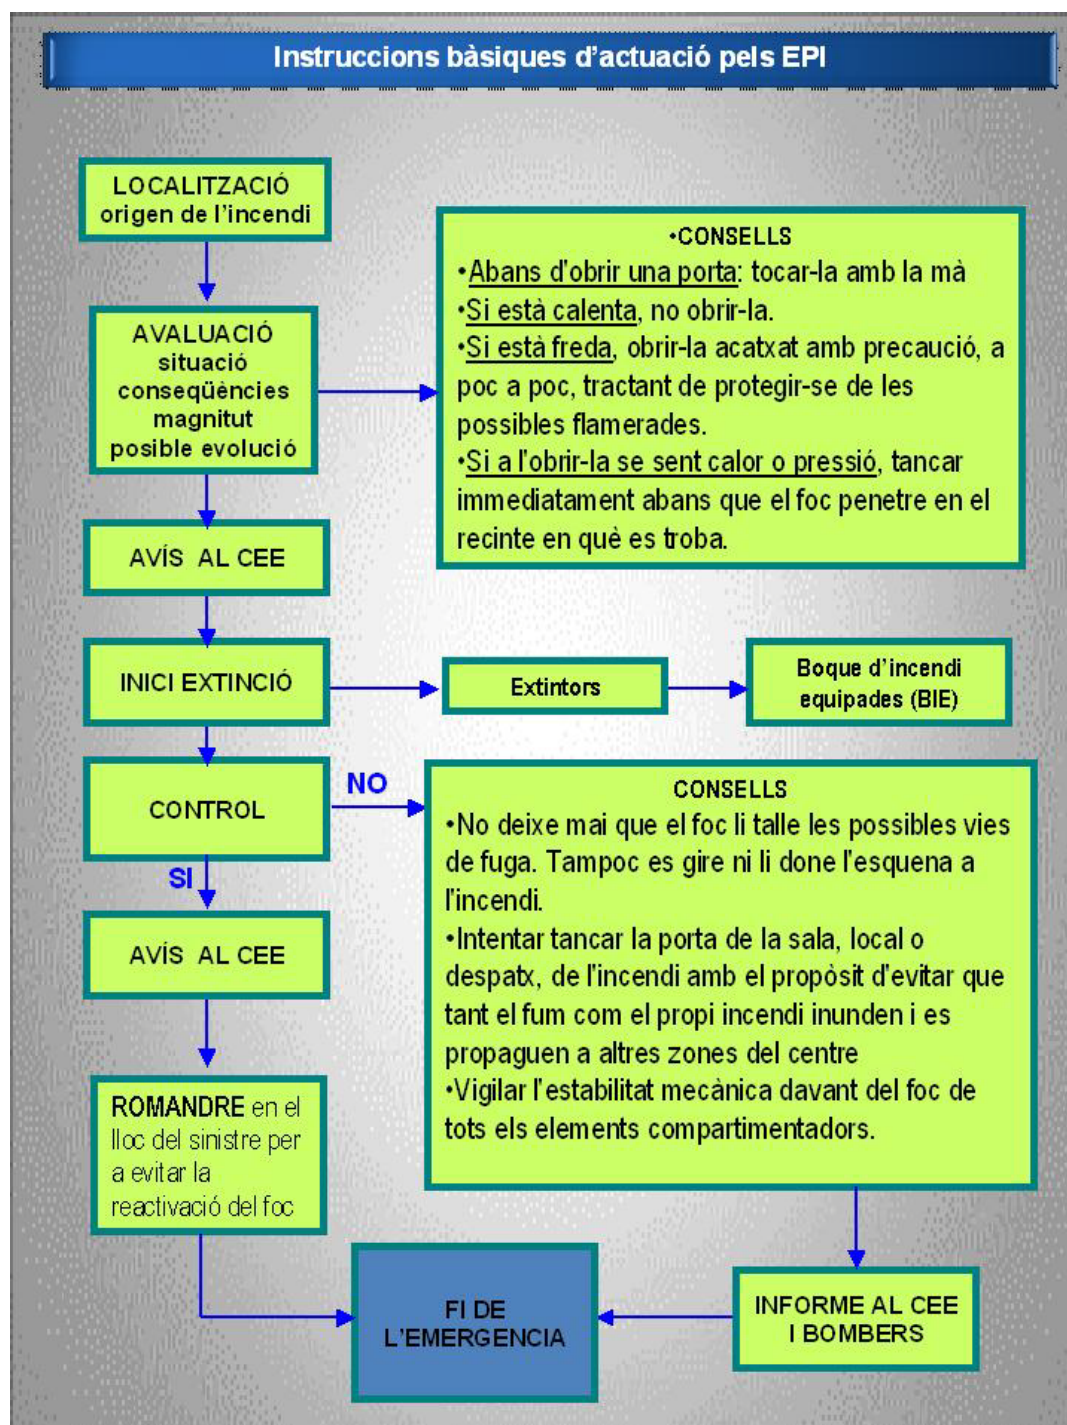 Instruccions bàsiques d'actuació pels EPI
LOCALITZACIÓ
origen de l'incendi
•CONSELLS
•Abans d'obrir una porta: tocar-la amb la mà
•Si està calenta, no obrir-la.
•Si està freda, obrir-la acatxat amb precaució, a
poc a poc, tractant de protegir-se de les
possibles flamerades.
•Si a l'obrir-la se sent calor o pressió, tancar
immediatament abans que el foc penetre en el
recinte en què es troba.
AVALUACIÓ
situació
conseqüències
magnitut
posible evolució
AVÍS AL CEE
INICI EXTINCIÓ
Extintors
Boque d'incendi
equipades (BIE)
CONTROL
NO
CONSELLS
•No deixe mai que el foc li talle les possibles vies
de fuga. Tampoc es gire ni li done l'esquena a
l'incendi.
•Intentar tancar la porta de la sala, local o
despatx, de l'incendi amb el propòsit d'evitar que
tant el fum com el propi incendi inunden i es
propaguen a altres zones del centre
•Vigilar l'estabilitat mecànica davant del foc de
tots els elements compartimentadors.
SI
AVÍS AL CEE
ROMANDRE en el
lloc del sinistre per
a evitar la
reactivació del foc
INFORME AL CEE
I BOMBERS
FI DE
L'EMERGENCIA